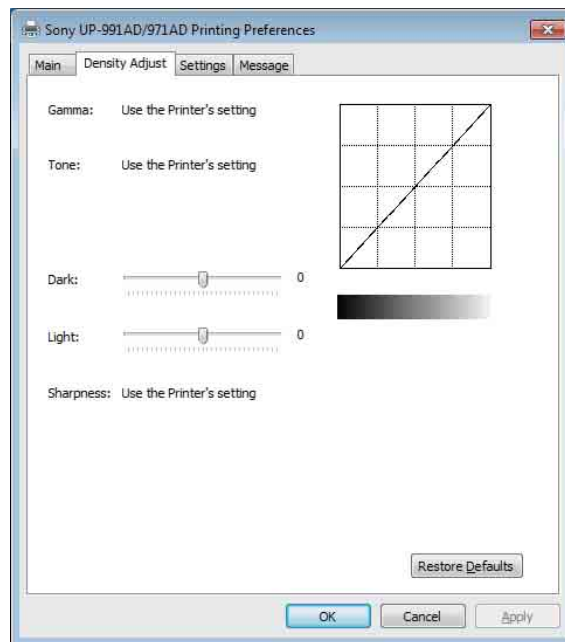 Sony UP-991AD/971AD Printing Preferences
Main Density Adjust Settings Message
Gamma: Use the Printer's setting
Tone: Use the Printer's setting
Dark: 0
Light: 0
Sharpness: Use the Printer's setting
Restore Defaults
OK Cancel Apply